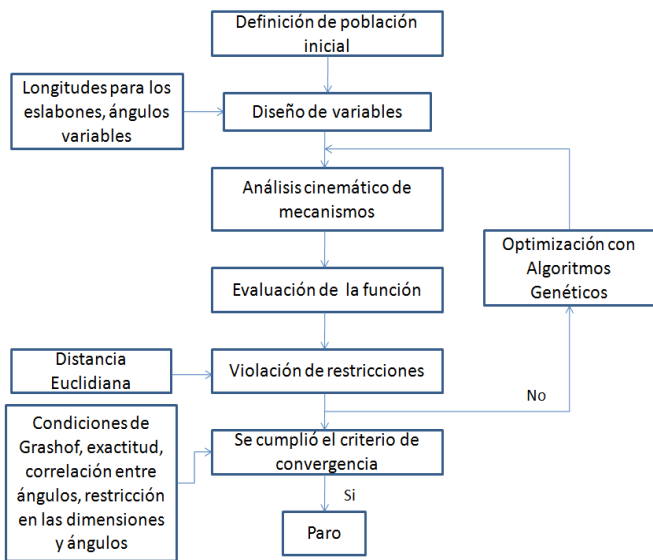 Definición de población
inicial
Longitudes para los
eslabones, ángulos
variables
Diseño de variables
Análisis cinemático de
mecanismos
Optimización con
Algoritmos
Genéticos
Evaluación de la función
Distancia
Euclidiana
Violación de restricciones
No
Condiciones de
Grashof, exactitud,
correlación entre
ángulos, restricción
en las dimensiones
y ángulos
Se cumplió el criterio de
convergencia
Si
Paro